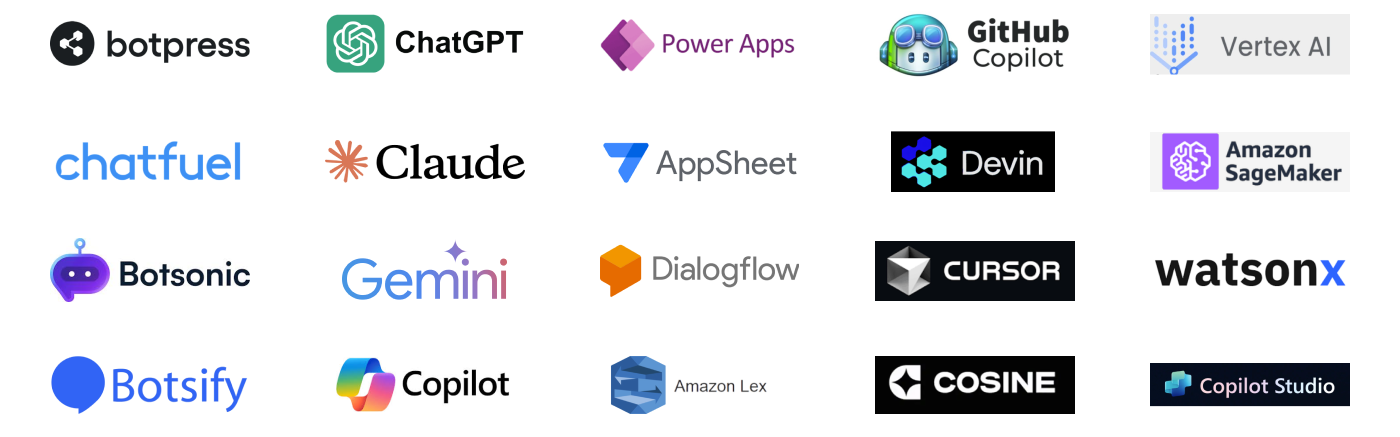 botpress
ChatGPT
Power Apps
GitHub
Copilot
Vertex AI
chatfuel
Claude
AppSheet
Devin
Amazon
SageMaker
Botsonic
Gemini
Dialogflow
CURSOR
watsonx
Botsify
Copilot
Amazon Lex
COSINE
Copilot Studio